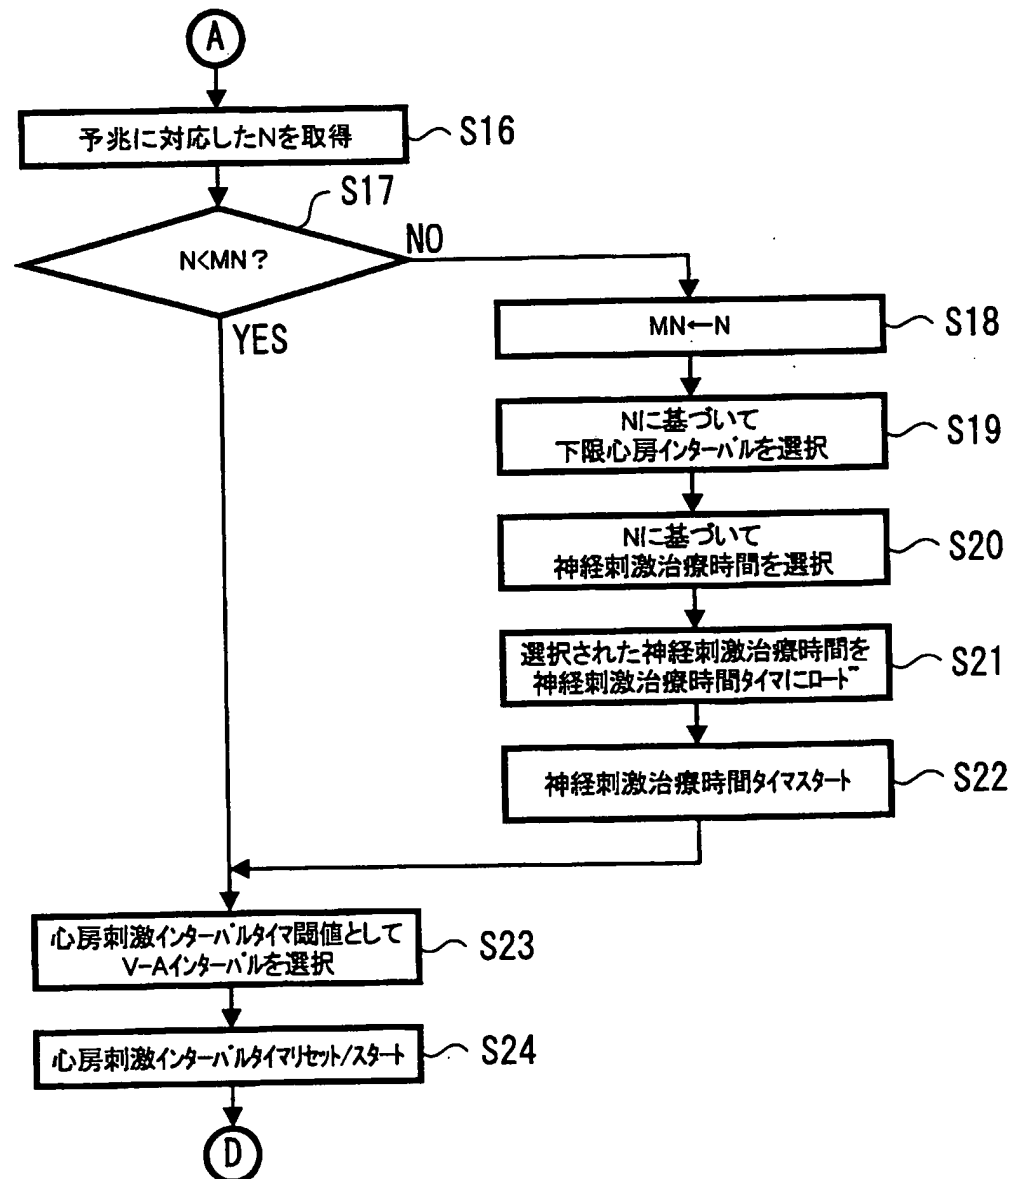 A
予兆に対応したNを取得
S16
S17
N<MN?
NO
YES
MN←N
S18
Nに基づいて
下限心房インターバルを選択
S19
Nに基づいて
神経刺激治療時間を選択
S20
選択された神経刺激治療時間を
神経刺激治療時間タイマにロード
S21
神経刺激治療時間タイマスタート
S22
心房刺激インターバルタイマ閾値として
V-Aインターバルを選択
S23
心房刺激インターバルタイマリセット/スタート
S24
D